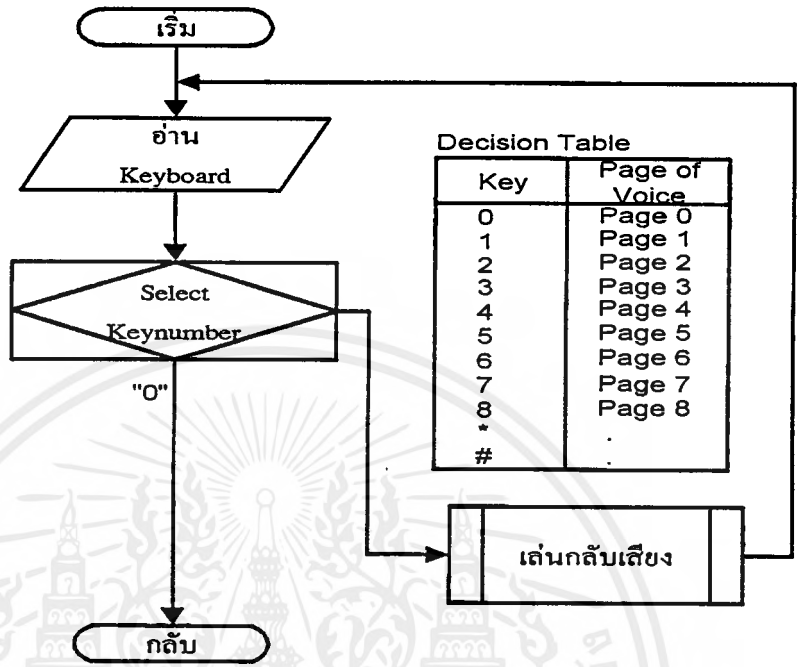 เริ่ม
อ่าน
Keyboard
Select
Keynumber
"0"
กลับ
Decision Table
Key Page of Voice
0 Page 0
1 Page 1
2 Page 2
3 Page 3
4 Page 4
5 Page 5
6 Page 6
7 Page 7
8 Page 8
* .
# .
เล่นกลับเสียง